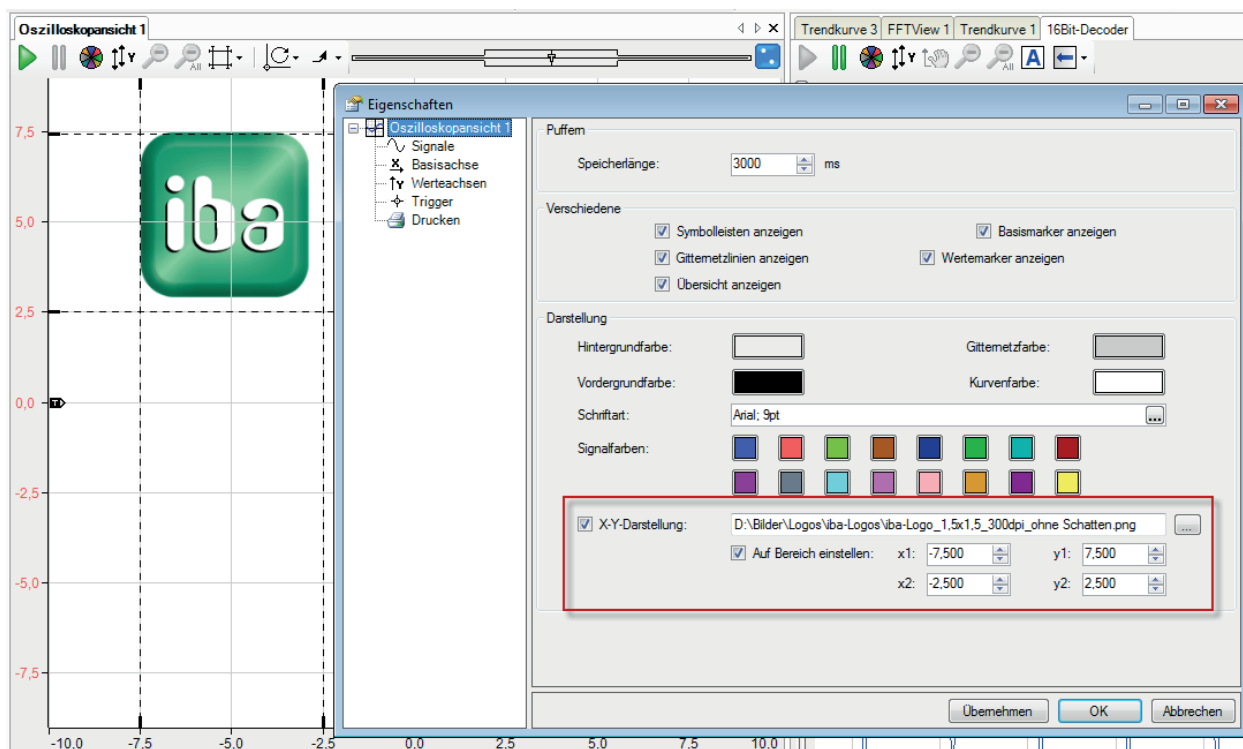 Oszilloskopansicht 1
Trendkurve 3 FFTView 1 Trendkurve 1 16Bit-Decoder
Y All
Y All A
Eigenschaften
Oszilloskopansicht 1
Signale
X Basisachse
Y Werteachsen
Trigger
Drucken
Puffern
Speicherlänge: 3000 ms
Verschiedene
Symbolleisten anzeigen Basismarker anzeigen
Gitternetzlinien anzeigen Wertemarker anzeigen
Übersicht anzeigen
Darstellung
Hintergrundfarbe: Gitternetzfarbe:
Vordergrundfarbe: Kurvenfarbe:
Schriftart: Arial; 9pt ...
Signalfarben:
X-Y-Darstellung: D:\Bilder\Logos\iba-Logos\iba-Logo_1,5x1,5_300dpi_ohne Schatten.png ...
Auf Bereich einstellen: x1: -7,500 y1: 7,500
x2: -2,500 y2: 2,500
Übernehmen OK Abbrechen
iba
7,5
5,0
2,5
0,0 T
-2,5
-5,0
-7,5
-10.0 -7.5 -5.0 -2.5 0.0 2.5 5.0 7.5 10.0